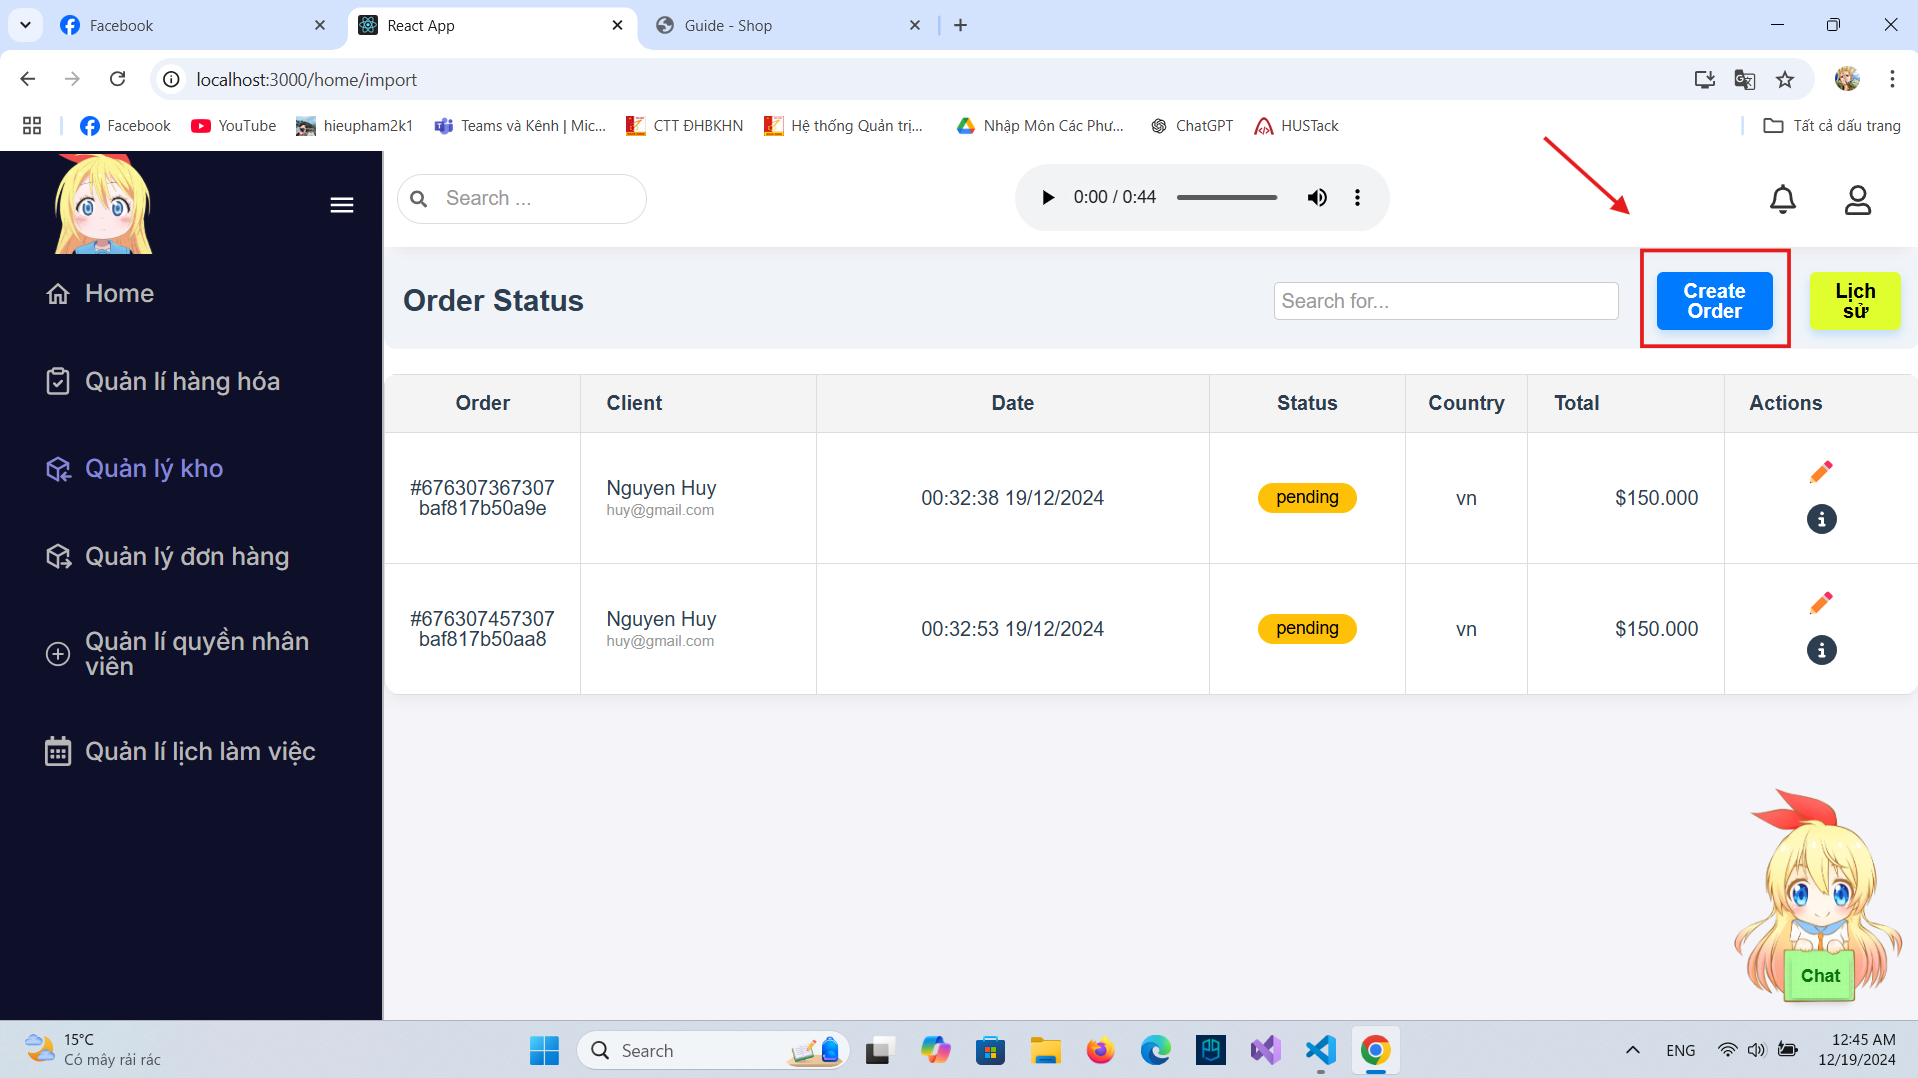 Facebook
React App
Guide - Shop
localhost:3000/home/import
Facebook
YouTube
hieupham2k1
Teams và Kênh | Mic...
CTT ĐHBKHN
Hệ thống Quản trị...
Nhập Môn Các Phư...
ChatGPT
HUSTack
Tất cả dấu trang
Search ...
0:00 / 0:44
Home
Quản lí hàng hóa
Quản lý kho
Quản lý đơn hàng
Quản lí quyền nhân
viên
Quản lí lịch làm việc
Order Status
Search for...
Create
Order
Lịch
sử
Order Client Date Status Country Total Actions
#676307367307
baf817b50a9e
Nguyen Huy
huy@gmail.com
00:32:38 19/12/2024
pending
vn
$150.000
#676307457307
baf817b50aa8
Nguyen Huy
huy@gmail.com
00:32:53 19/12/2024
pending
vn
$150.000
Chat
15°C
Có mây rải rác
Search
ENG
12:45 AM
12/19/2024